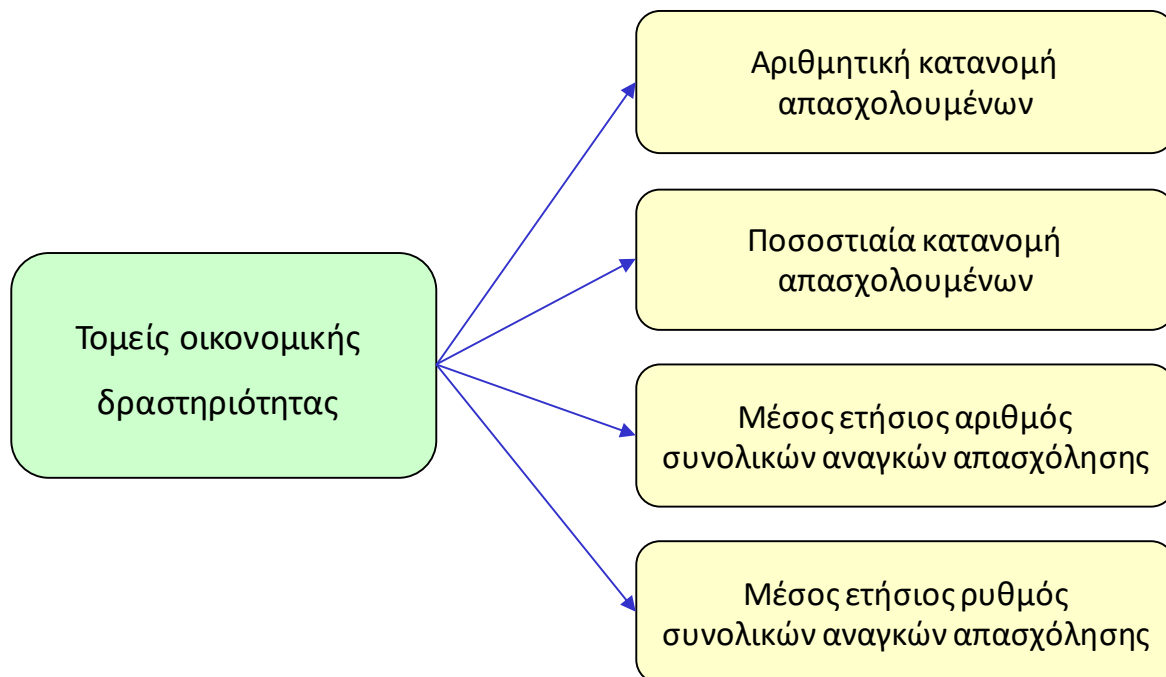 Αριθμητική κατανομή
απασχολουμένων
Ποσοστιαία κατανομή
απασχολουμένων
Τομείς οικονομικής
δραστηριότητας
Μέσος ετήσιος αριθμός
συνολικών αναγκών απασχόλησης
Μέσος ετήσιος ρυθμός
συνολικών αναγκών απασχόλησης